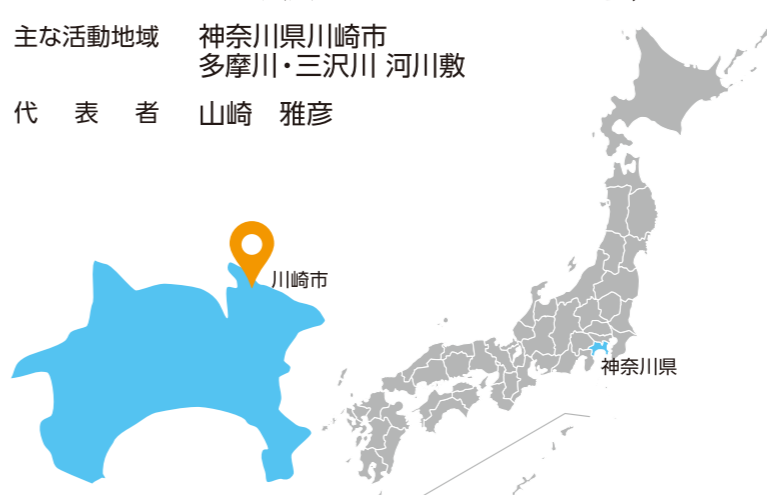 主な活動地域 神奈川県川崎市
多摩川・三沢川 河川敷
代表者 山崎 雅彦
川崎市
神奈川県